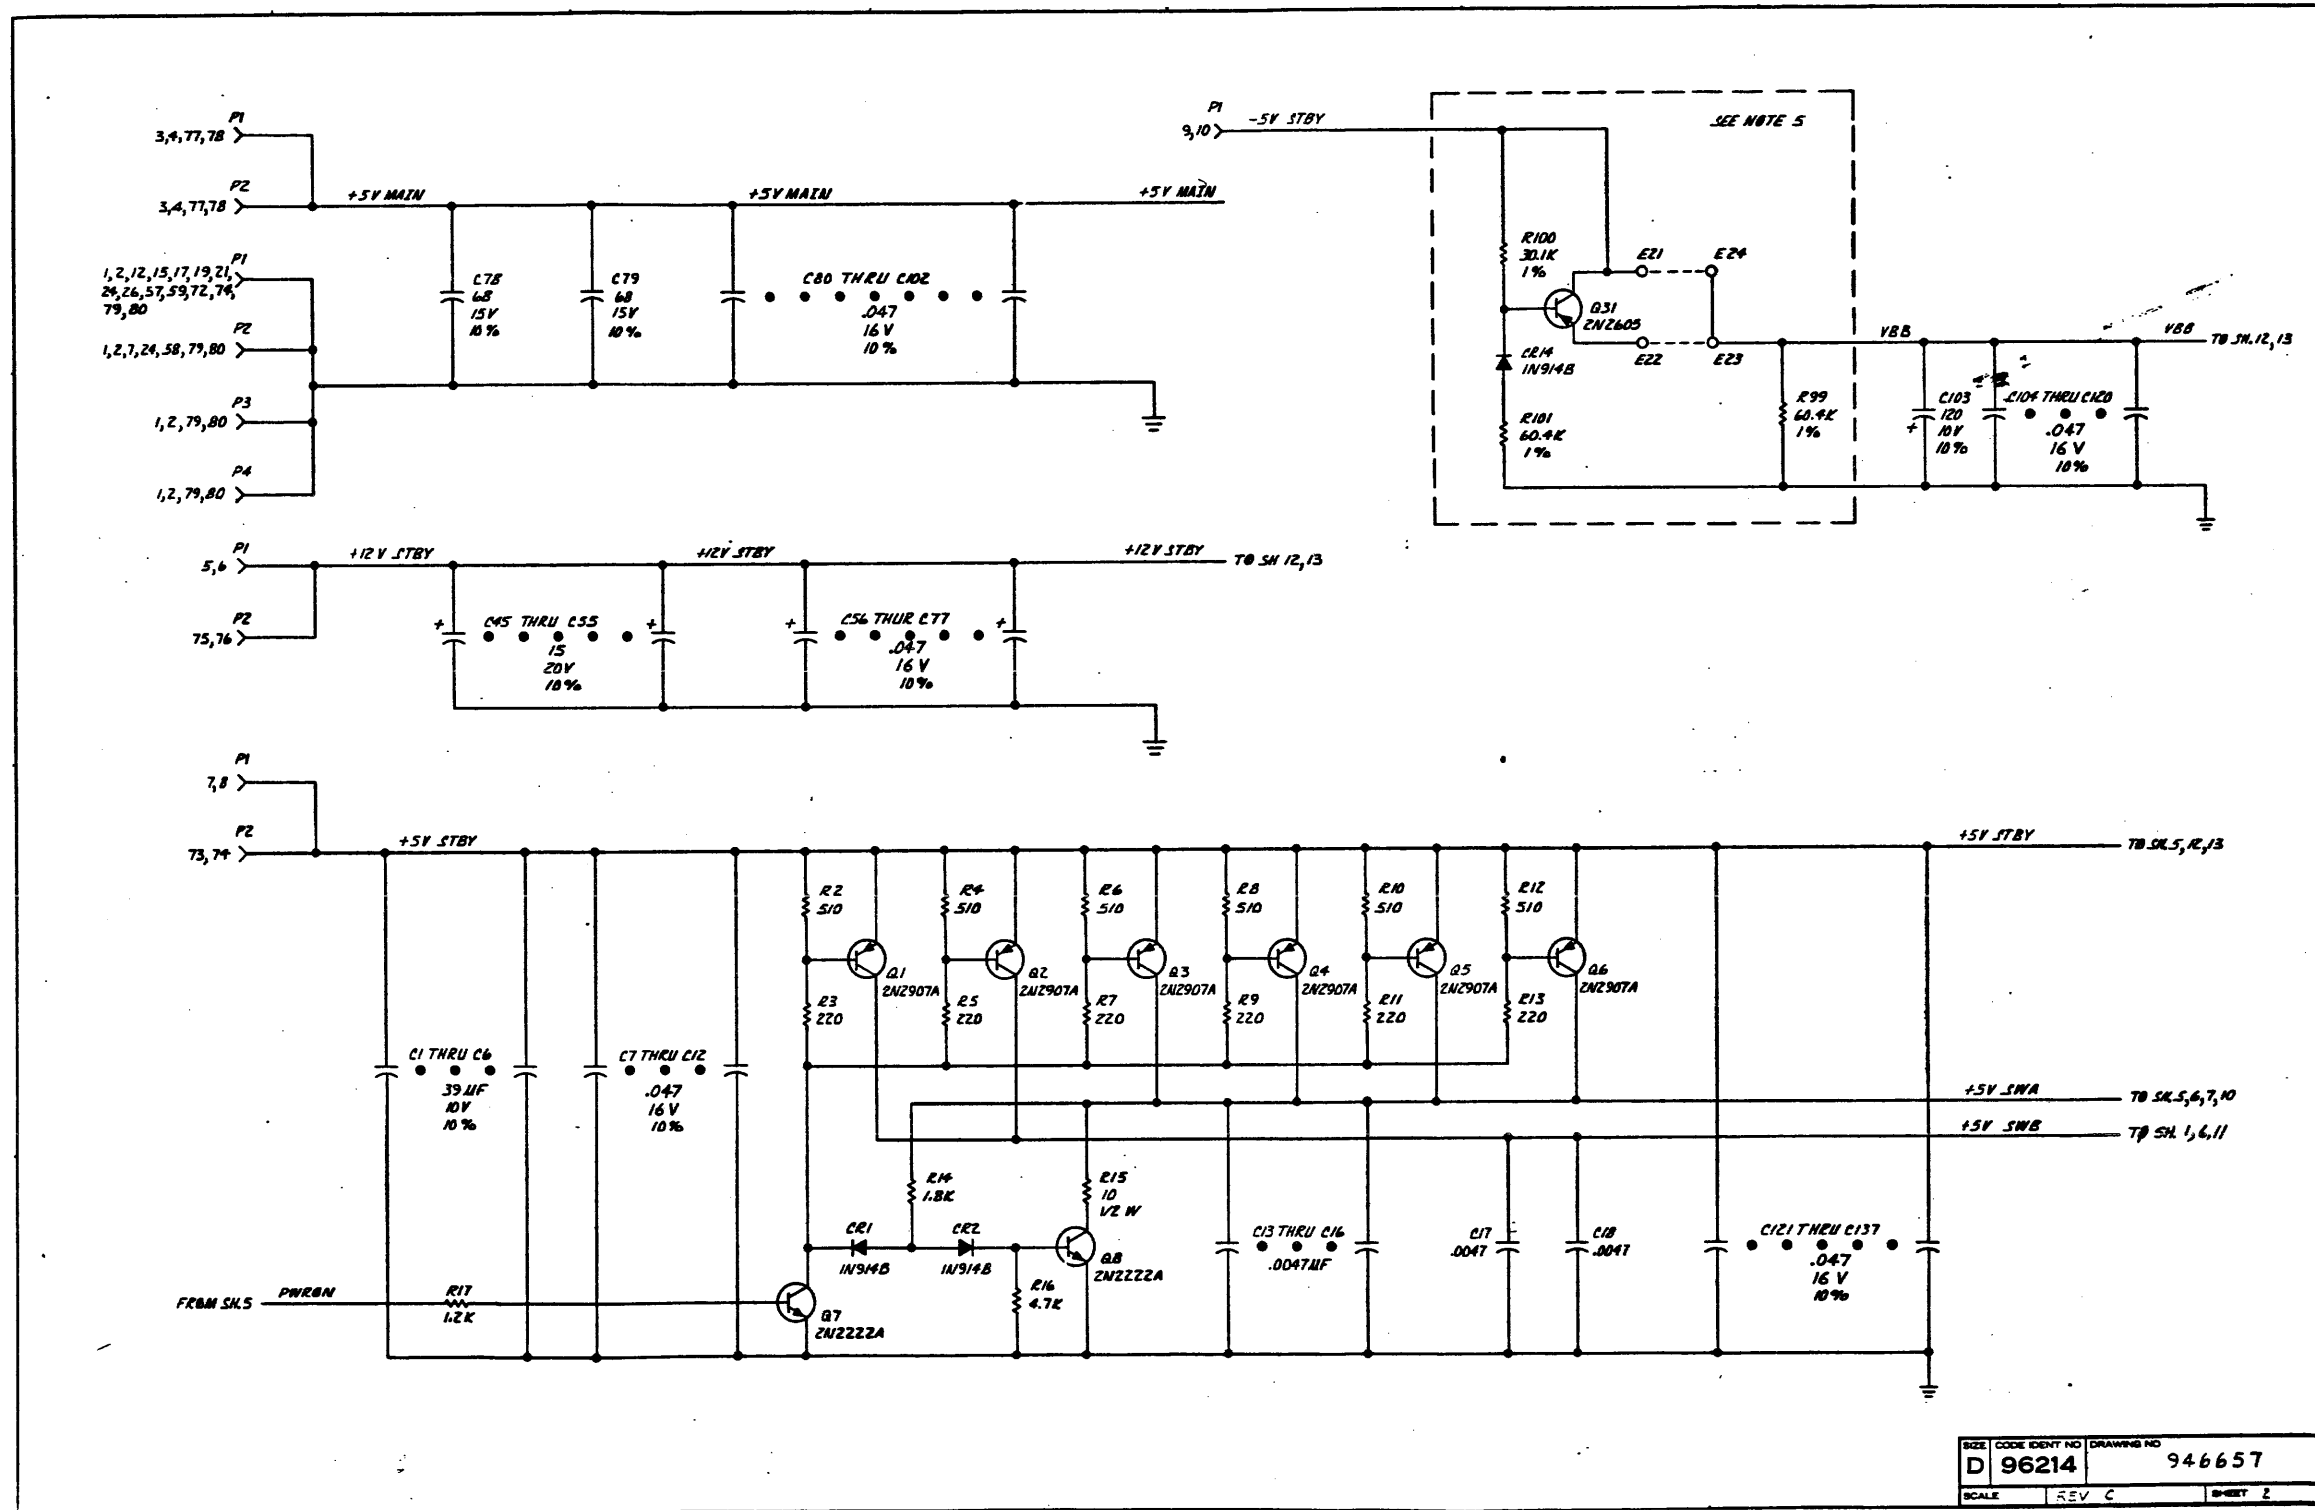 P1
3,4,77,78
P2
3,4,77,78
+5V MAIN
+5V MAIN
+5V MAIN
P1
1,2,12,15,17,19,21,
24,26,57,59,72,74,
79,80
P2
1,2,7,24,58,79,80
P3
1,2,79,80
P4
1,2,79,80
C78
68
15V
10%
C79
68
15V
10%
C80 THRU C102
.047
16 V
10%
P1
9,10
-5V STBY
SEE NOTE 5
R100
30.1K
1%
E21
E24
Q31
2N2605
E22
E23
CR14
1N914B
R101
60.4K
1%
R99
60.4K
1%
VBB
VBB
TO SH.12,13
C103
120
10V
10%
+
C104 THRU C120
.047
16 V
10%
P1
5,6
P2
75,76
+12V STBY
+12V STBY
+12V STBY
TO SH 12,13
+
C45 THRU C55
+
15
20V
10%
+
C56 THUR C77
+
.047
16 V
10%
P1
7,8
P2
73,74
+5V STBY
+5V STBY
TO SH.5,12,13
R2
510
R4
510
R6
510
R8
510
R10
510
R12
510
Q1
2N2907A
Q2
2N2907A
Q3
2N2907A
Q4
2N2907A
Q5
2N2907A
Q6
2N2907A
R3
220
R5
220
R7
220
R9
220
R11
220
R13
220
C1 THRU C6
39 UF
10V
10%
C7 THRU C12
.047
16 V
10%
+5V SWA
TO SH.5,6,7,10
+5V SWB
TO SH. 1,6,11
R14
1.8K
R15
10
1/2 W
CR1
1N914B
CR2
1N914B
Q8
2N2222A
R16
4.7K
C13 THRU C16
.0047UF
C17
.0047
C18
.0047
C121 THRU C137
.047
16 V
10%
FROM SH.5
PWRON
R17
1.2K
Q7
2N2222A
SIZE
D
CODE IDENT NO
96214
DRAWING NO
946657
SCALE
REV C
SHEET 2